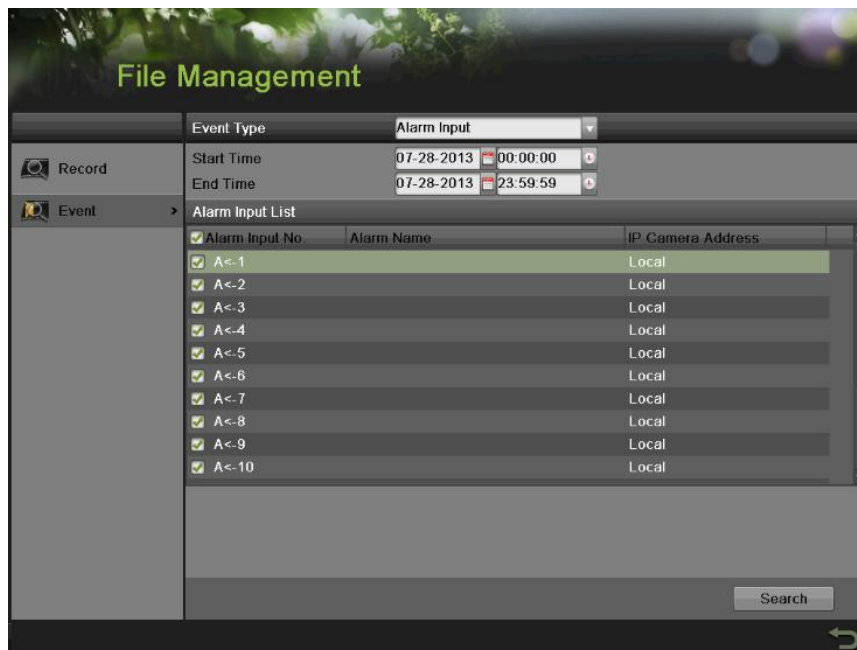 File Management
Event Type Alarm Input
Record
Start Time 07-28-2013 00:00:00
End Time 07-28-2013 23:59:59
Event > Alarm Input List
Alarm Input No. Alarm Name IP Camera Address
A<-1 Local
A<-2 Local
A<-3 Local
A<-4 Local
A<-5 Local
A<-6 Local
A<-7 Local
A<-8 Local
A<-9 Local
A<-10 Local
Search